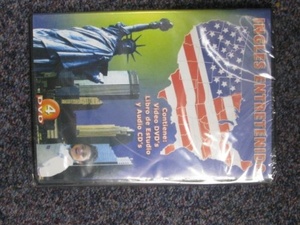 INGLES ENTRETENIDO
Contiene:
Video DVD's
Libro de Estudio
y Audio CD's
4
DVD